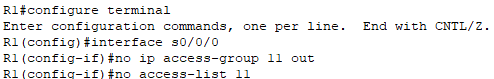 R1#configure terminal
Enter configuration commands, one per line.  End with CNTL/Z.
R1(config)#interface s0/0/0
R1(config-if)#no ip access-group 11 out
R1(config-if)#no access-list 11